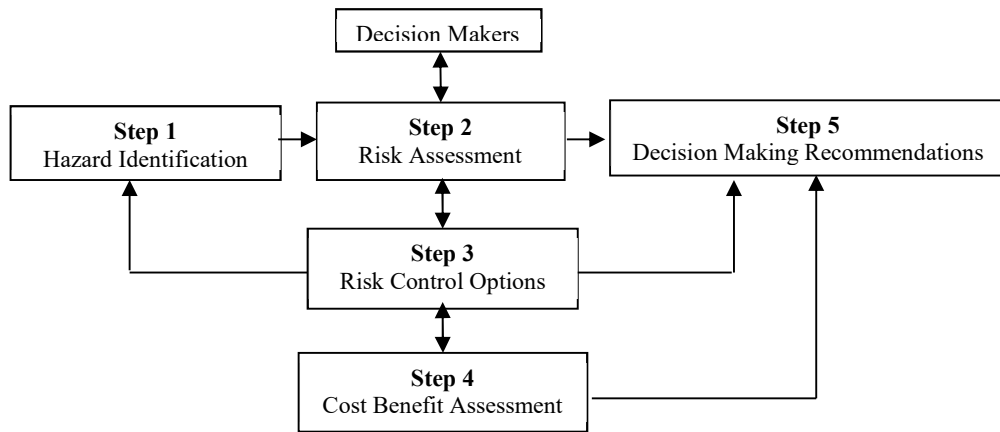 Decision Makers
Step 1
Hazard Identification
Step 2
Risk Assessment
Step 5
Decision Making Recommendations
Step 3
Risk Control Options
Step 4
Cost Benefit Assessment